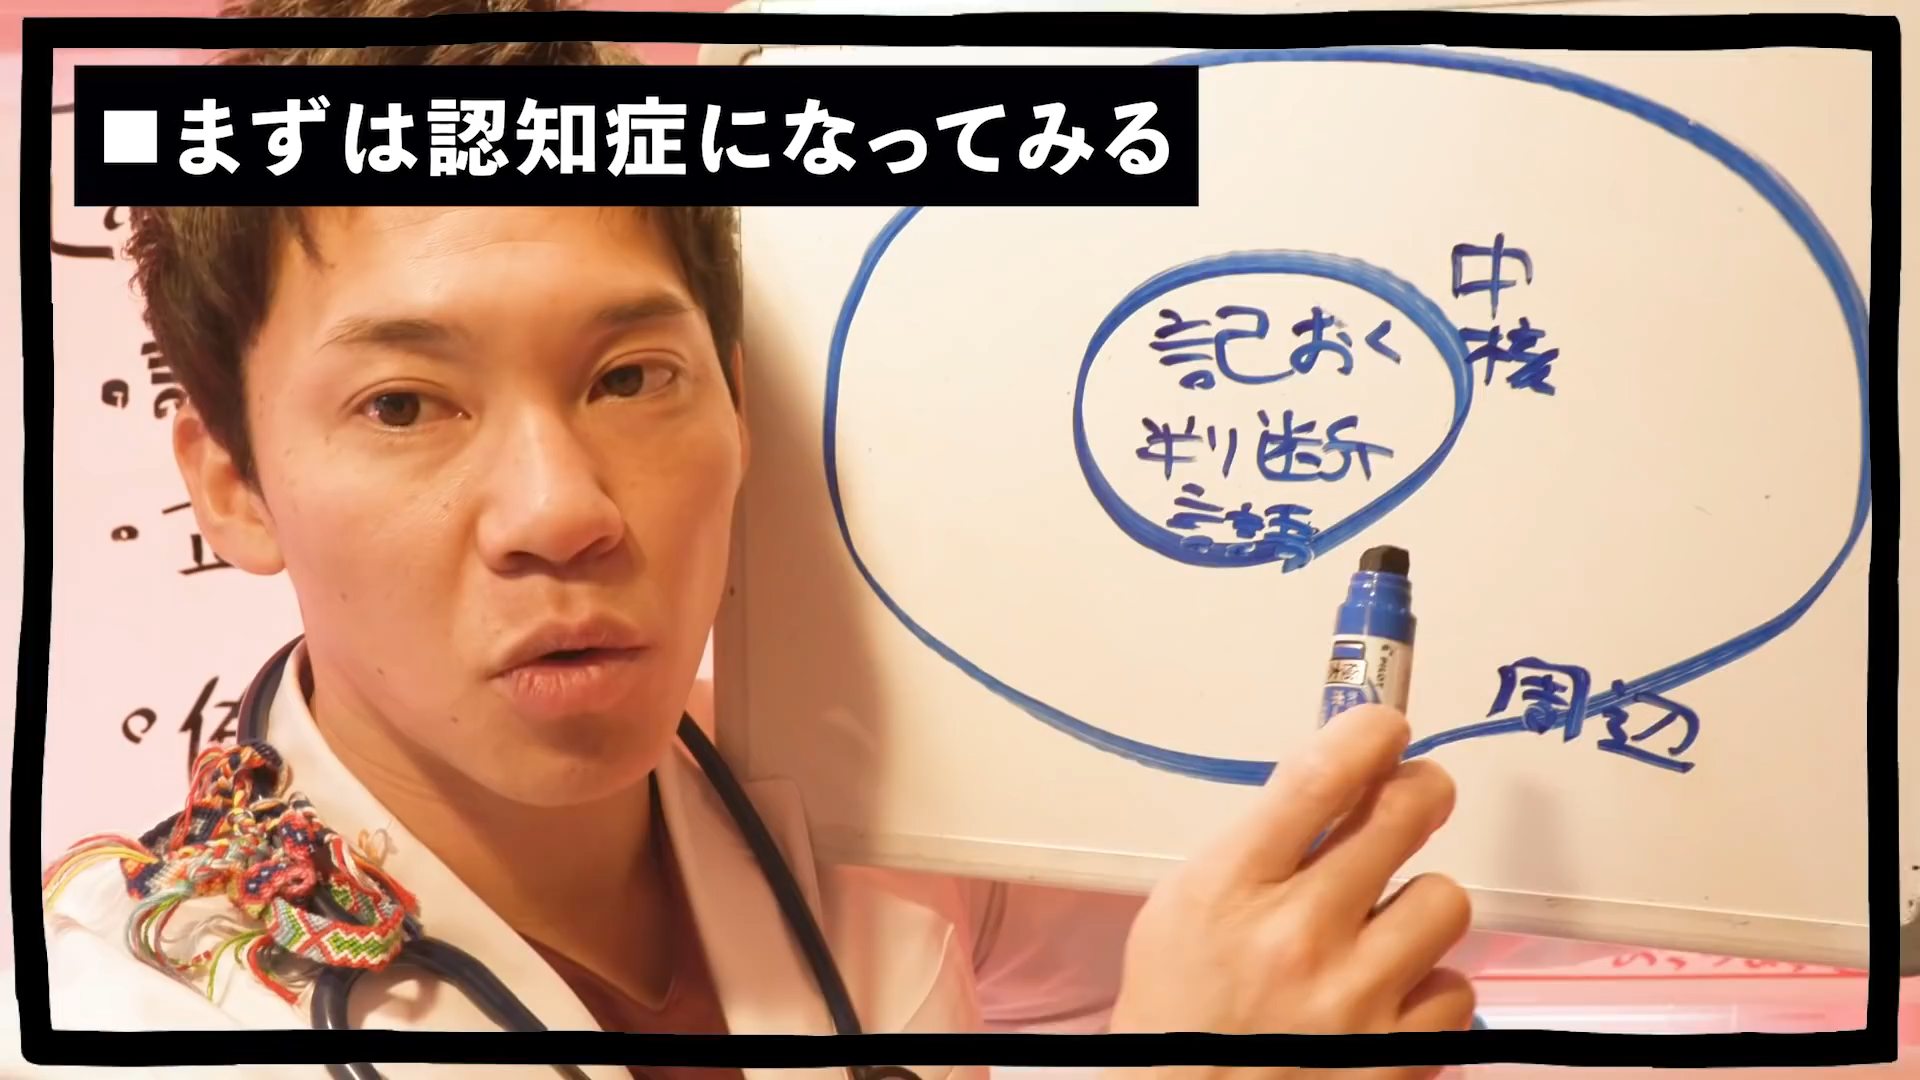 ■まずは認知症になってみる
中核
記おく
判断
言語
周辺
PILOT